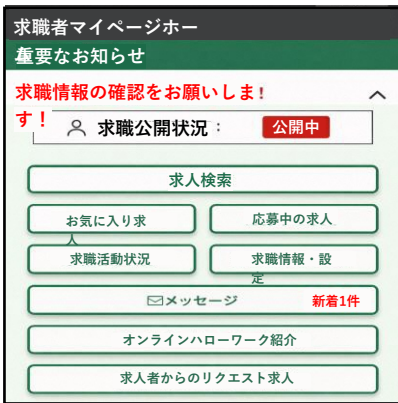 求職者マイページホー
重要なお知らせ
求職情報の確認をお願いしま!
す!
求職公開状況: 公開中
求人検索
お気に入り求
人
応募中の求人
求職活動状況
求職情報・設
定
メッセージ 新着1件
オンラインハローワーク紹介
求人者からのリクエスト求人